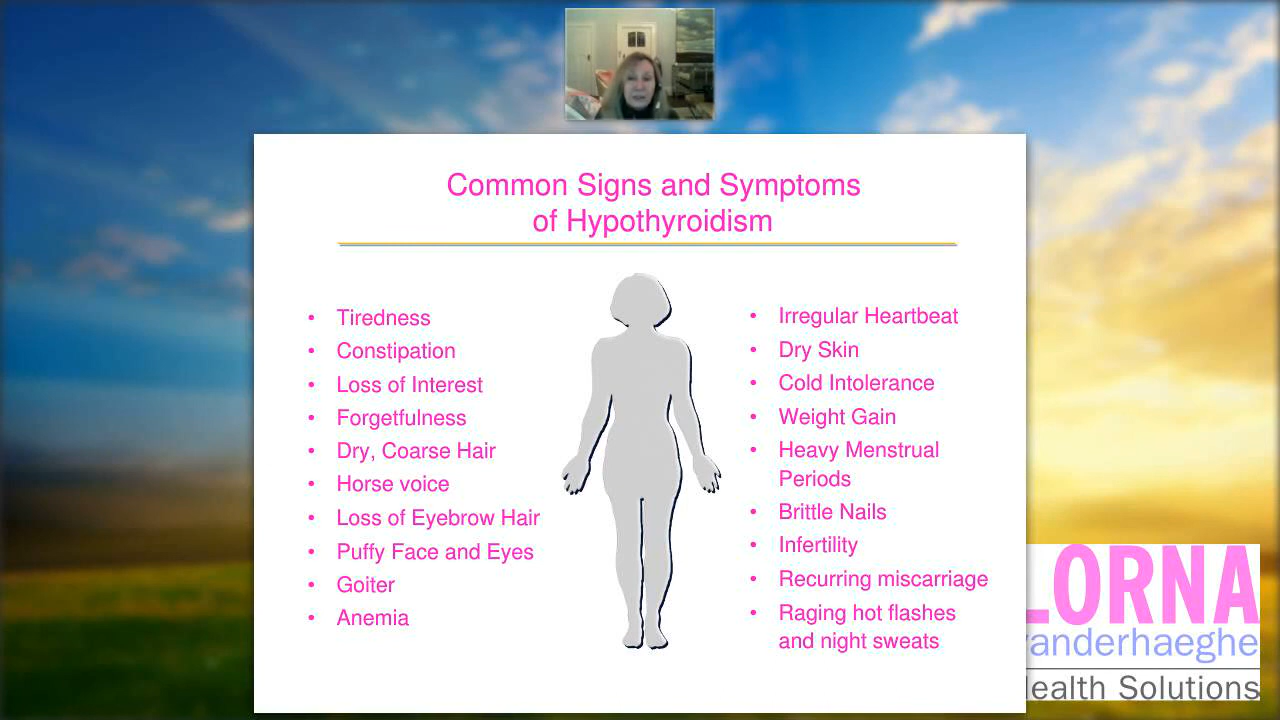 Common Signs and Symptoms
of Hypothyroidism
• Tiredness
• Constipation
• Loss of Interest
• Forgetfulness
• Dry, Coarse Hair
• Horse voice
• Loss of Eyebrow Hair
• Puffy Face and Eyes
• Goiter
• Anemia
• Irregular Heartbeat
• Dry Skin
• Cold Intolerance
• Weight Gain
• Heavy Menstrual
Periods
• Brittle Nails
• Infertility
• Recurring miscarriage
• Raging hot flashes
and night sweats
LORNA
anderhaeghe
ealth Solutions